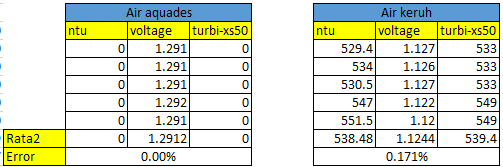 Air aquades Air keruh
ntu voltage turbi-xs50 ntu voltage turbi-xs50
0 1.291 0 529.4 1.127 533
0 1.291 0 534 1.126 533
0 1.291 0 530.5 1.127 533
0 1.292 0 547 1.122 549
0 1.291 0 551.5 1.12 549
Rata2 0 1.2912 0 538.48 1.1244 539.4
Error 0.00% 0.171%